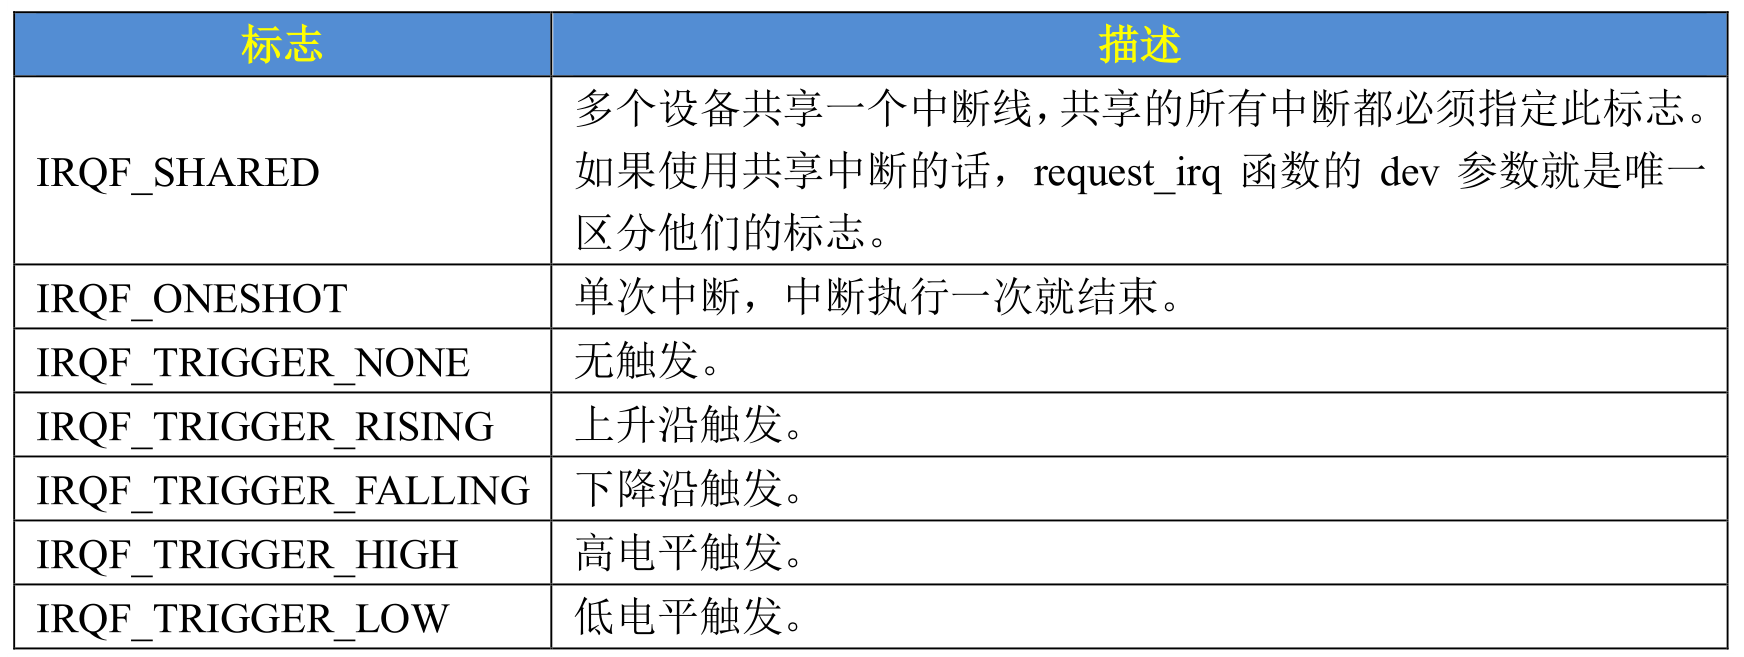 标志 描述
多个设备共享一个中断线，共享的所有中断都必须指定此标志。
IRQF_SHARED 如果使用共享中断的话，request_irq 函数的 dev 参数就是唯一
区分他们的标志。
IRQF_ONESHOT 单次中断，中断执行一次就结束。
IRQF_TRIGGER_NONE 无触发。
IRQF_TRIGGER_RISING 上升沿触发。
IRQF_TRIGGER_FALLING 下降沿触发。
IRQF_TRIGGER_HIGH 高电平触发。
IRQF_TRIGGER_LOW 低电平触发。